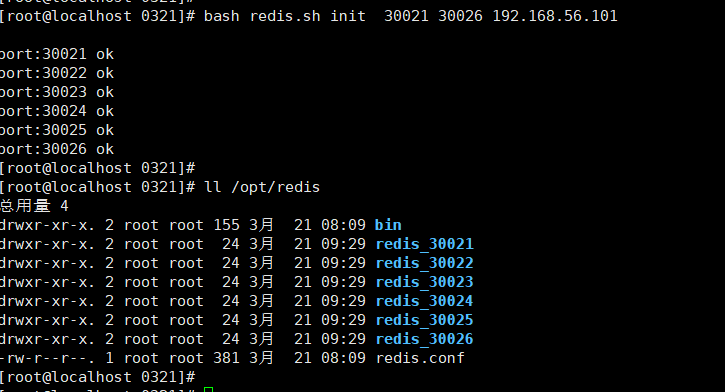 [root@localhost 0321]# bash redis.sh init  30021 30026 192.168.56.101
port:30021 ok
port:30022 ok
port:30023 ok
port:30024 ok
port:30025 ok
port:30026 ok
[root@localhost 0321]#
[root@localhost 0321]# ll /opt/redis
总用量 4
drwxr-xr-x. 2 root root 155 3月  21 08:09 bin
drwxr-xr-x. 2 root root  24 3月  21 09:29 redis_30021
drwxr-xr-x. 2 root root  24 3月  21 09:29 redis_30022
drwxr-xr-x. 2 root root  24 3月  21 09:29 redis_30023
drwxr-xr-x. 2 root root  24 3月  21 09:29 redis_30024
drwxr-xr-x. 2 root root  24 3月  21 09:29 redis_30025
drwxr-xr-x. 2 root root  24 3月  21 09:29 redis_30026
-rw-r--r--. 1 root root 381 3月  21 08:09 redis.conf
[root@localhost 0321]#